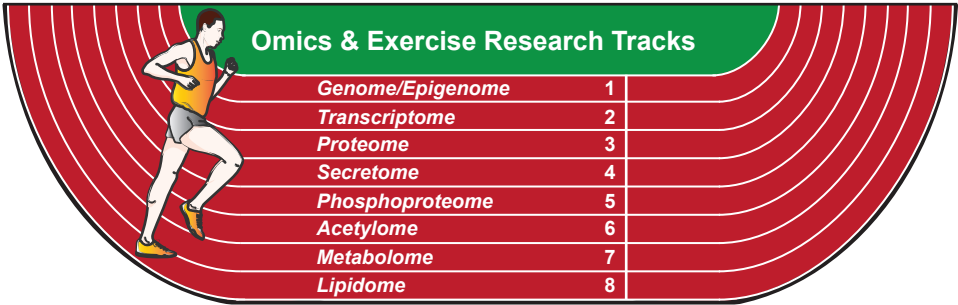 Omics & Exercise Research Tracks
Genome/Epigenome 1
Transcriptome 2
Proteome 3
Secretome 4
Phosphoproteome 5
Acetylome 6
Metabolome 7
Lipidome 8